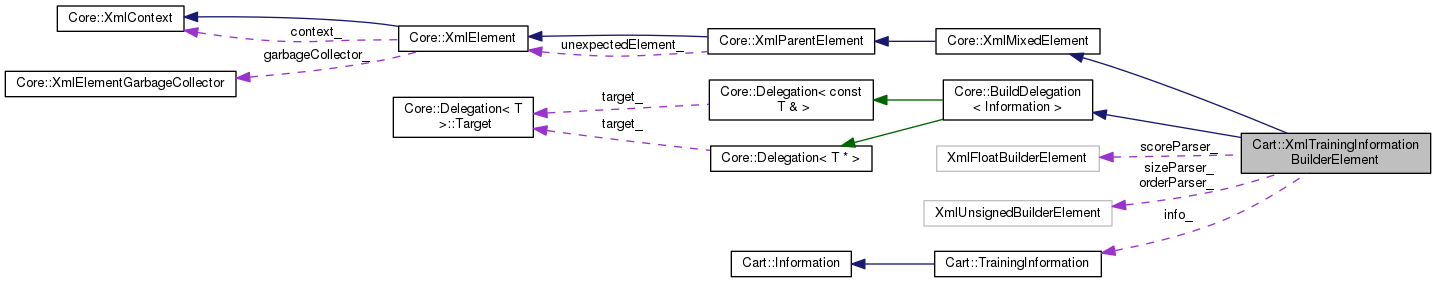 Core::XmlContext
context_
Core::XmlElement
garbageCollector_
Core::XmlElementGarbageCollector
unexpectedElement_
Core::XmlParentElement
Core::XmlMixedElement
Core::Delegation< T
>::Target
target_
target_
Core::Delegation< const
T & >
Core::Delegation< T * >
Core::BuildDelegation
< Information >
scoreParser_
XmlFloatBuilderElement
sizeParser_
orderParser_
XmlUnsignedBuilderElement
info_
Cart::Information
Cart::TrainingInformation
Cart::XmlTrainingInformation
BuilderElement